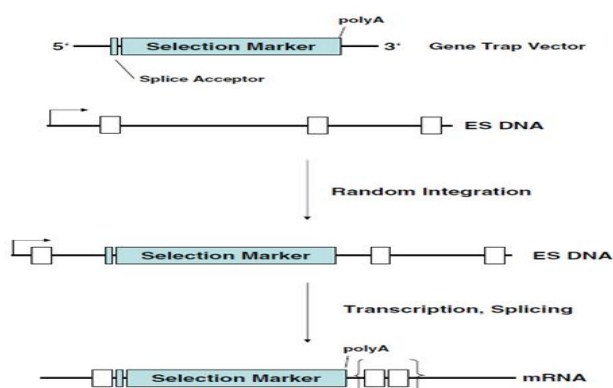 polyA
5' Selection Marker 3' Gene Trap Vector
Splice Acceptor
ES DNA
Random Integration
Selection Marker ES DNA
Transcription, Splicing
polyA
Selection Marker mRNA